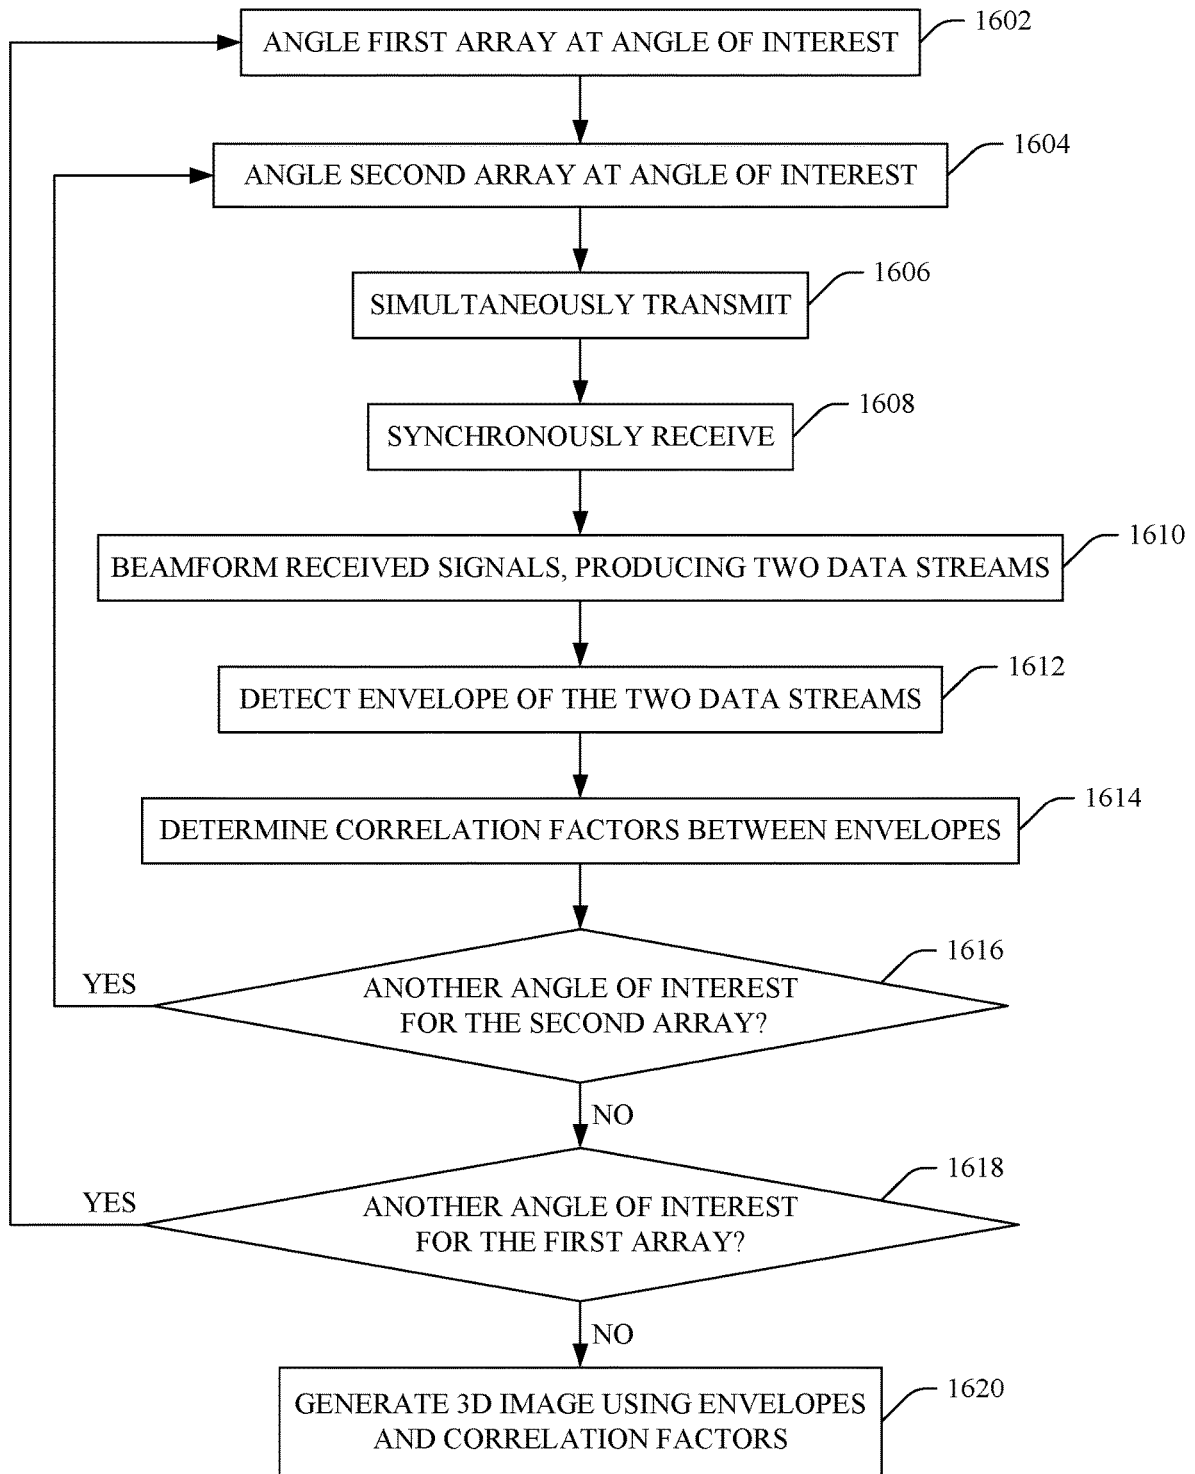 1602
ANGLE FIRST ARRAY AT ANGLE OF INTEREST
1604
ANGLE SECOND ARRAY AT ANGLE OF INTEREST
1606
SIMULTANEOUSLY TRANSMIT
1608
SYNCHRONOUSLY RECEIVE
1610
BEAMFORM RECEIVED SIGNALS, PRODUCING TWO DATA STREAMS
1612
DETECT ENVELOPE OF THE TWO DATA STREAMS
1614
DETERMINE CORRELATION FACTORS BETWEEN ENVELOPES
1616
YES
ANOTHER ANGLE OF INTEREST
FOR THE SECOND ARRAY?
NO
1618
YES
ANOTHER ANGLE OF INTEREST
FOR THE FIRST ARRAY?
NO
1620
GENERATE 3D IMAGE USING ENVELOPES
AND CORRELATION FACTORS